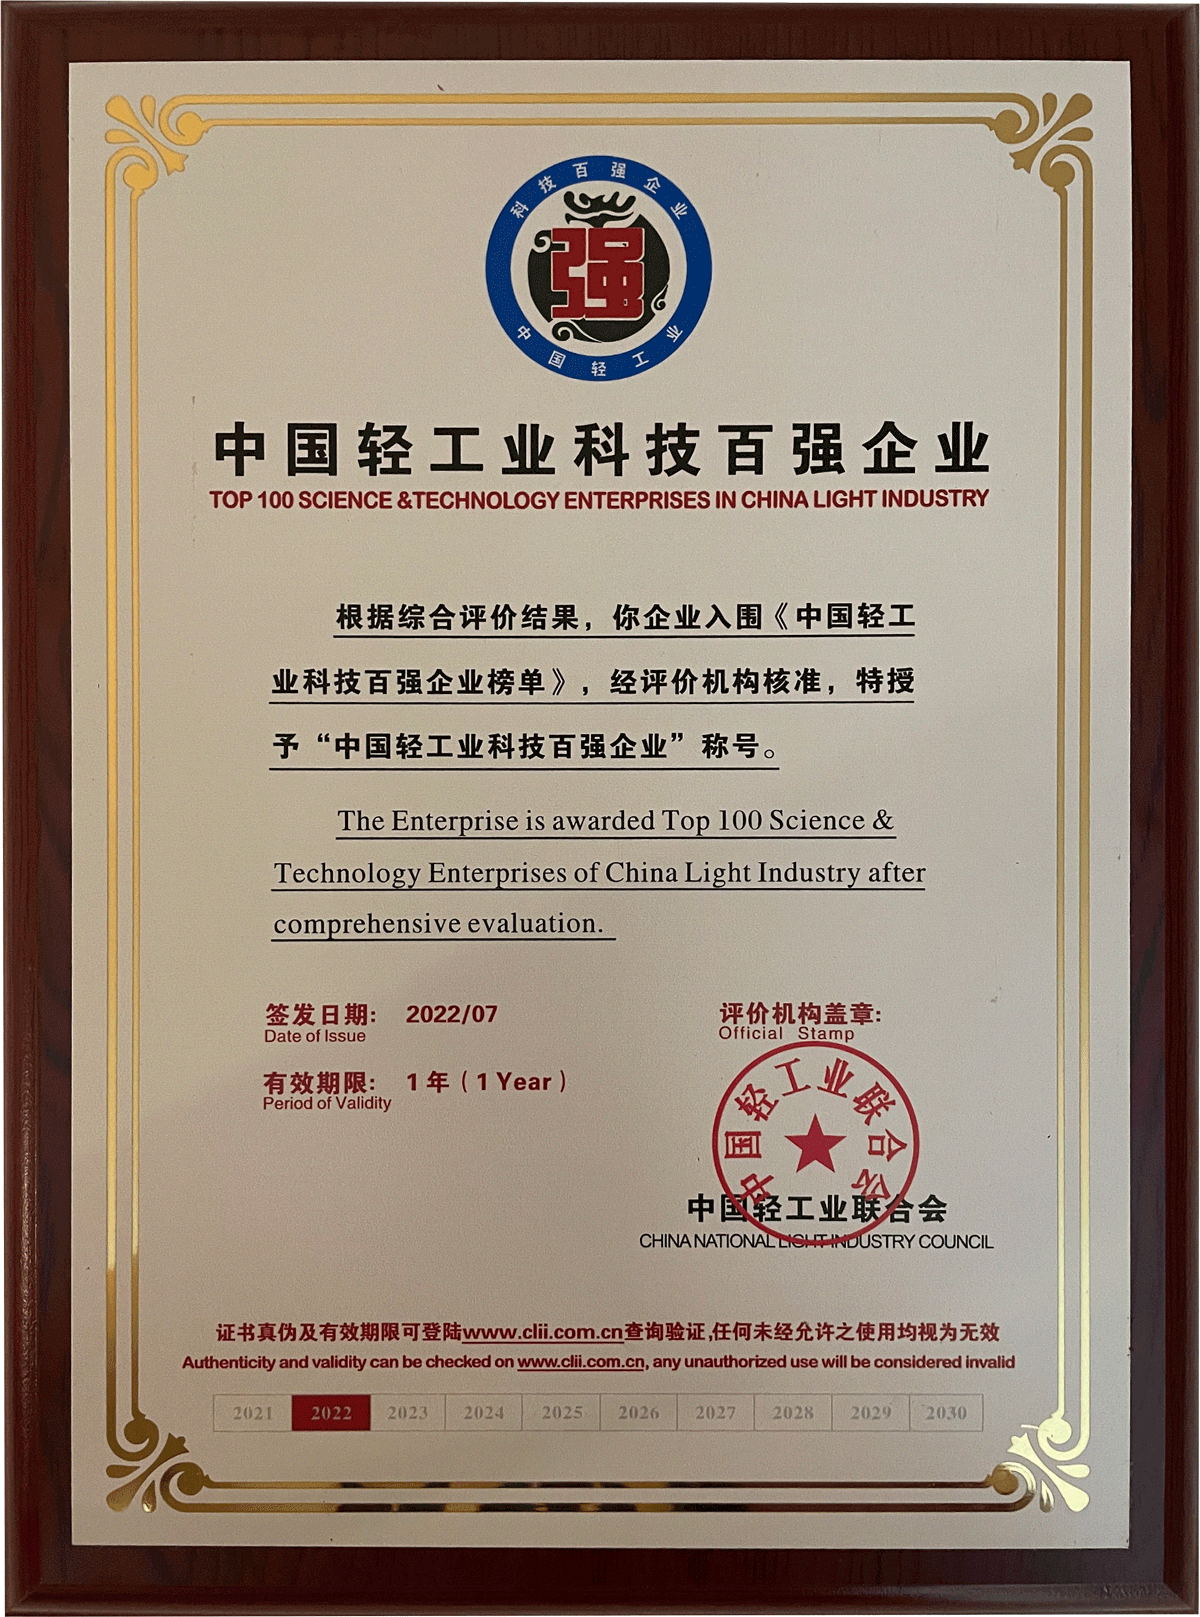 科技百强企业
强
中国轻工业
中国轻工业科技百强企业
TOP 100 SCIENCE &TECHNOLOGY ENTERPRISES IN CHINA LIGHT INDUSTRY
根据综合评价结果，你企业入围《中国轻工
业科技百强企业榜单》，经评价机构核准，特授
予“中国轻工业科技百强企业”称号。
The Enterprise is awarded Top 100 Science &
Technology Enterprises of China Light Industry after
comprehensive evaluation.
签发日期: 2022/07
Date of Issue
有效期限: 1年（1 Year）
Period of Validity
评价机构盖章:
Official Stamp
中国轻工业联合会
中国轻工业联合会
CHINA NATIONAL LIGHT INDUSTRY COUNCIL
证书真伪及有效期限可登陆www.clii.com.cn查询验证,任何未经允许之使用均视为无效
Authenticity and validity can be checked on www.clii.com.cn, any unauthorized use will be considered invalid
2021 2022 2023 2024 2025 2026 2027 2028 2029 2030